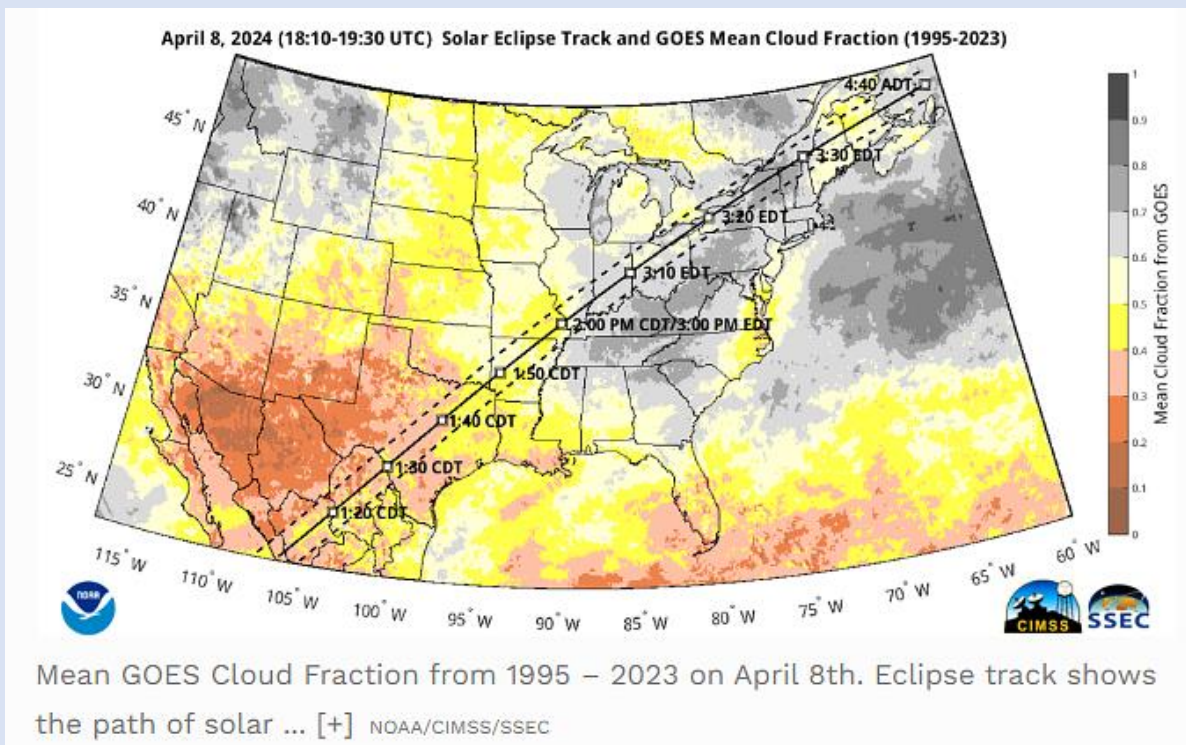 April 8, 2024 (18:10-19:30 UTC) Solar Eclipse Track and GOES Mean Cloud Fraction (1995-2023)
4:40 ADT
3:30 EDT
3:20 EDT
3:10 EDT
2:00 PM CDT/3:00 PM EDT
1:50 CDT
1:40 CDT
1:30 CDT
1:20 CDT
45° N
40° N
35° N
30° N
25° N
115° W
110° W
105° W
100° W
95° W
90° W
85° W
80° W
75° W
70° W
65° W
60° W
1
0.9
0.8
0.7
0.6
0.5
0.4
0.3
0.2
0.1
0
Mean Cloud Fraction from GOES
NOAA
CIMSS
SSEC
Mean GOES Cloud Fraction from 1995 – 2023 on April 8th. Eclipse track shows
the path of solar ... [+] NOAA/CIMSS/SSEC